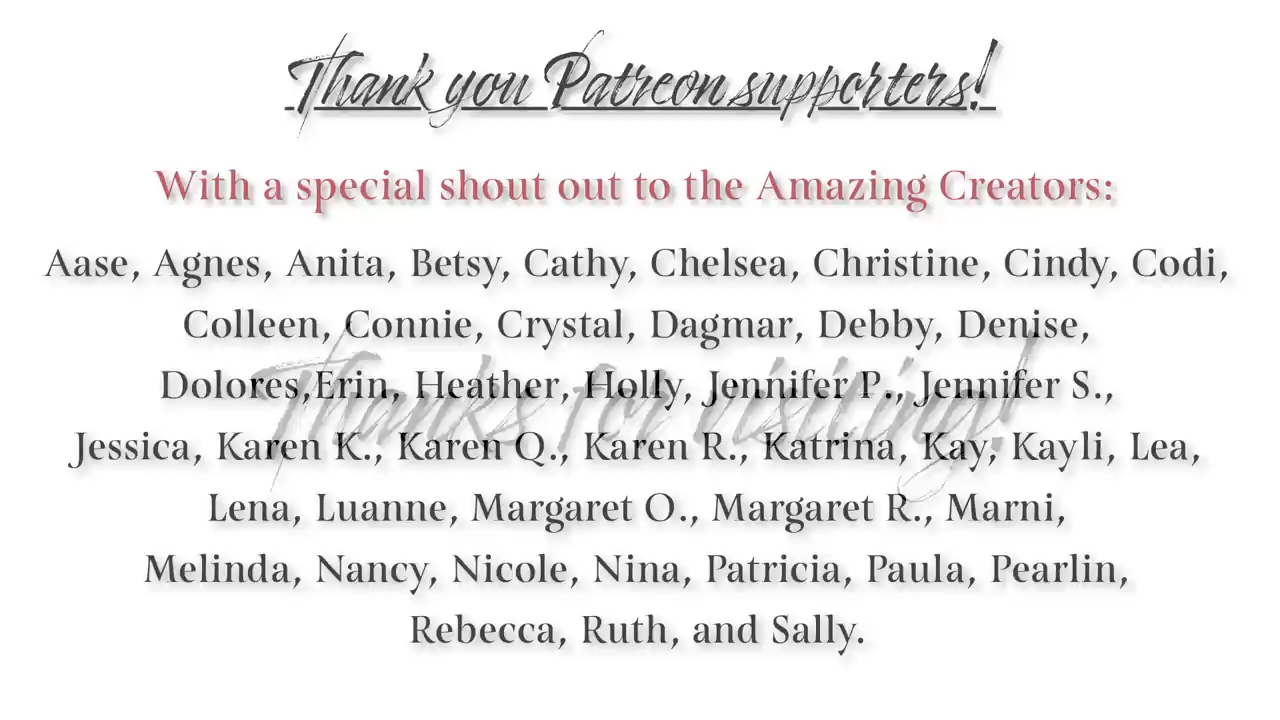 Thank you Patreon supporters!
With a special shout out to the Amazing Creators:
Aase, Agnes, Anita, Betsy, Cathy, Chelsea, Christine, Cindy, Codi,
Colleen, Connie, Crystal, Dagmar, Debby, Denise,
Dolores,Erin, Heather, Holly, Jennifer P., Jennifer S.,
Thanks for visiting!
Jessica, Karen K., Karen Q., Karen R., Katrina, Kay, Kayli, Lea,
Lena, Luanne, Margaret O., Margaret R., Marni,
Melinda, Nancy, Nicole, Nina, Patricia, Paula, Pearlin,
Rebecca, Ruth, and Sally.